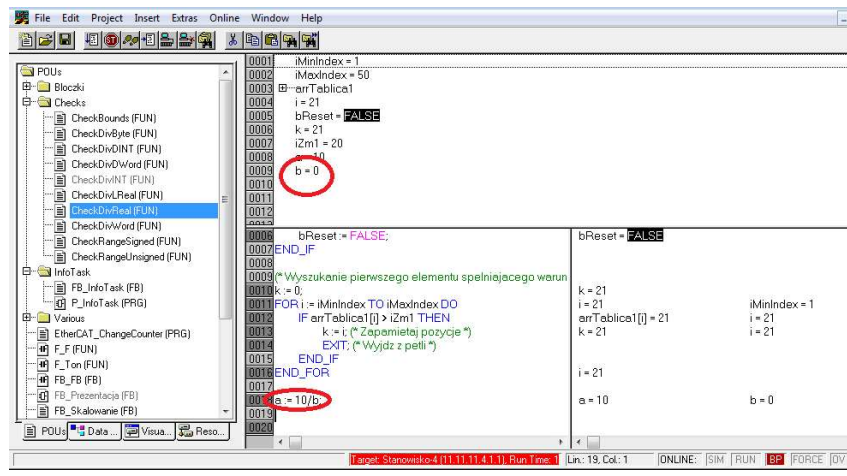 File Edit Project Insert Extras Online Window Help
POUs
Bloczki
Checks
CheckBounds (FUN)
CheckDivByte (FUN)
CheckDivDINT (FUN)
CheckDivDWord (FUN)
CheckDivINT (FUN)
CheckDivLReal (FUN)
CheckDivReal (FUN)
CheckDivWord (FUN)
CheckRangeSigned (FUN)
CheckRangeUnsigned (FUN)
InfoTask
FB_InfoTask (FB)
P_InfoTask (PRG)
Various
EtherCAT_ChangeCounter (PRG)
F_F (FUN)
F_Ton (FUN)
FB_FB (FB)
FB_Prezentacja (FB)
FB_Skalowanie (FB)
POUs Data ... Visua... Reso...
0001 iMinIndex = 1
0002 iMaxIndex = 50
0003 arrTablica1
0004 i = 21
0005 bReset = FALSE
0006 k = 21
0007 iZm1 = 20
0008 a = 10
0009 b = 0
0010
0011
0012
0006 bReset := FALSE; bReset = FALSE
0007 END_IF
0008
0009 (* Wyszukanie pierwszego elementu spelniajacego warun
0010 k := 0; k = 21
0011 FOR i := iMinIndex TO iMaxIndex DO i = 21 iMinIndex = 1
0012 IF arrTablica1[i] > iZm1 THEN arrTablica1[i] = 21 i = 21
0013 k := i; (* Zapamietaj pozycje *) k = 21 i = 21
0014 EXIT; (* Wyjdz z petli *)
0015 END_IF
0016 END_FOR i = 21
0017
0018 a := 10/b; a = 10 b = 0
0019
0020
Target: Stanowisko-4 (11.11.11.4.1.1), Run Time: 1 Lin.: 19, Col.: 1 ONLINE: SIM RUN BP FORCE OV